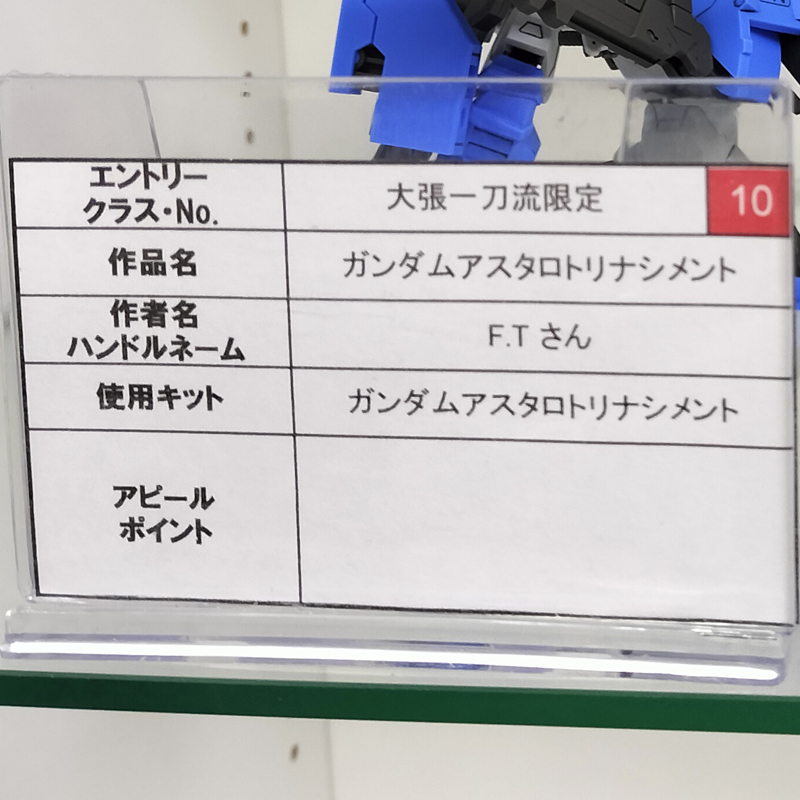 エントリー
クラス・No.
大張一刀流限定
10
作品名
ガンダムアスタロトリナシメント
作者名
ハンドルネーム
F.T さん
使用キット
ガンダムアスタロトリナシメント
アピール
ポイント